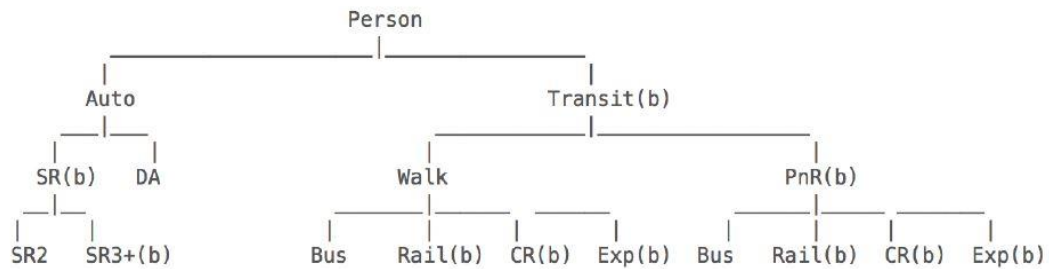 Person
Auto Transit(b)
SR(b) DA Walk PnR(b)
SR2 SR3+(b) Bus Rail(b) CR(b) Exp(b) Bus Rail(b) CR(b) Exp(b)